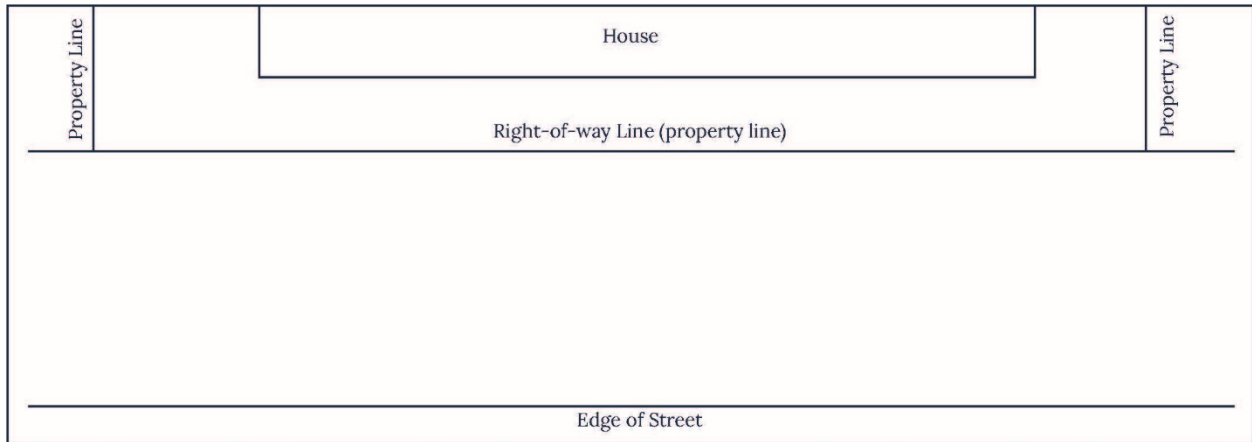 House
Property Line
Property Line
Right-of-way Line (property line)
Edge of Street